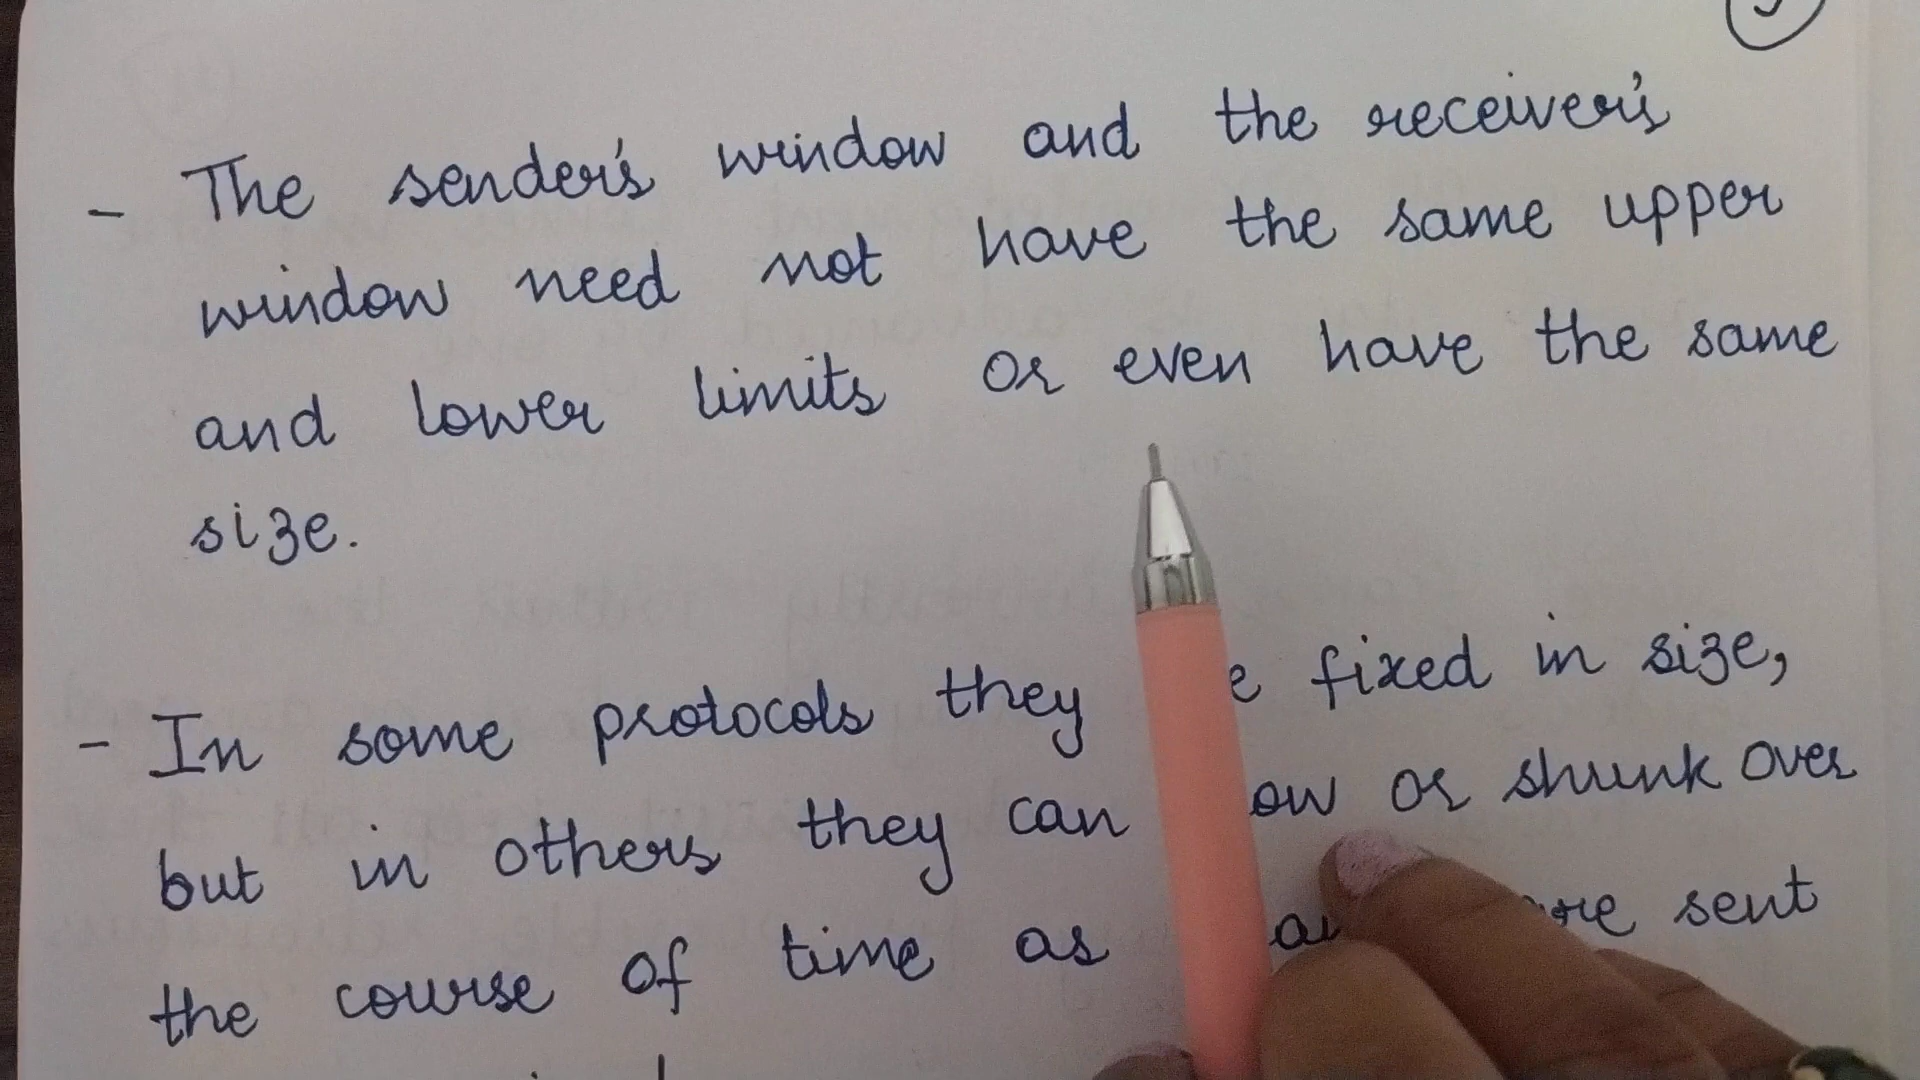 - The sender's window and the receiver's
window need not have the same upper
and lower limits or even have the same
size.
- In some protocols they fixed in size,
but in others they can or shrink over
the course of time as are sent